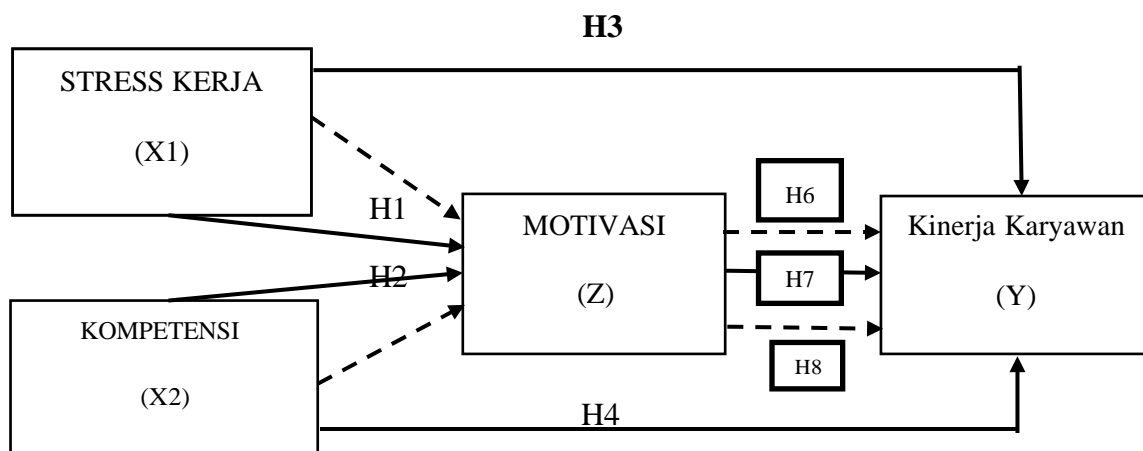 H3
STRESS KERJA
(X1)
H1
H2
MOTIVASI
(Z)
H6
H7
H8
Kinerja Karyawan
(Y)
KOMPETENSI
(X2)
H4